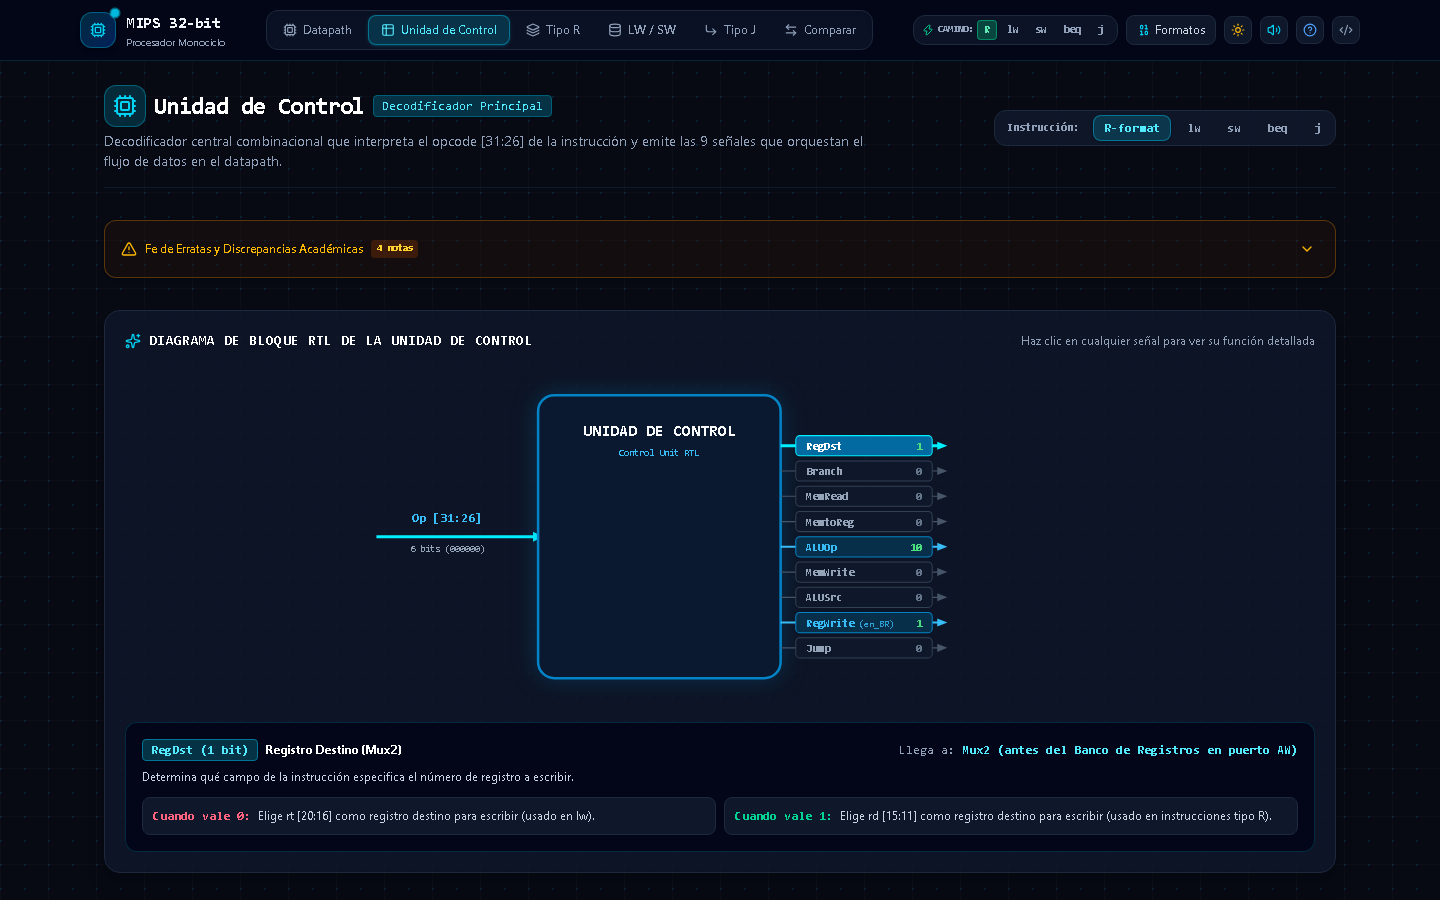 MIPS 32-bit
Procesador Monociclo
Datapath
Unidad de Control
Tipo R
LW / SW
Tipo J
Comparar
CAMINO: R lw sw beq j
Formatos
Unidad de Control
Decodificador Principal
Decodificador central combinacional que interpreta el opcode [31:26] de la instrucción y emite las 9 señales que orquestan el
flujo de datos en el datapath.
Instrucción: R-format lw sw beq j
Fe de Erratas y Discrepancias Académicas
4 notas
DIAGRAMA DE BLOQUE RTL DE LA UNIDAD DE CONTROL
Haz clic en cualquier señal para ver su función detallada
UNIDAD DE CONTROL
Control Unit RTL
Op [31:26]
6 bits (000000)
RegDst 1
Branch 0
MemRead 0
MemtoReg 0
ALUOp 10
MemWrite 0
ALUSrc 0
RegWrite (en_BR) 1
Jump 0
RegDst (1 bit)
Registro Destino (Mux2)
Llega a: Mux2 (antes del Banco de Registros en puerto AW)
Determina qué campo de la instrucción especifica el número de registro a escribir.
Cuando vale 0: Elige rt [20:16] como registro destino para escribir (usado en lw).
Cuando vale 1: Elige rd [15:11] como registro destino para escribir (usado en instrucciones tipo R).